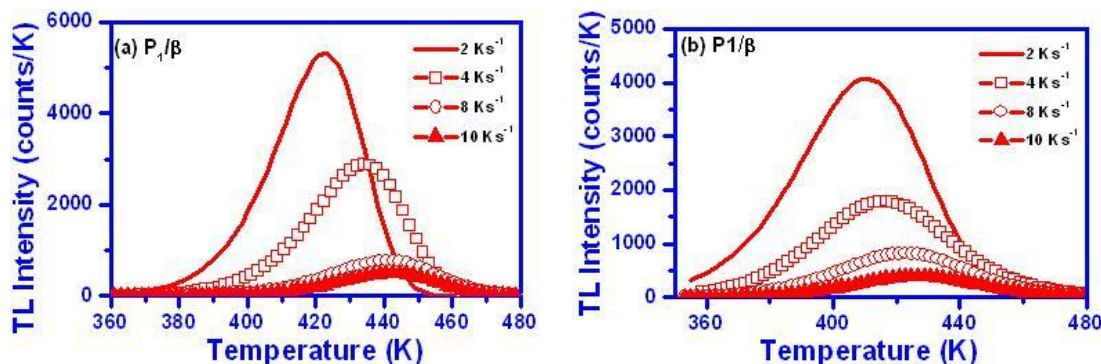 TL Intensity (counts/K)
6000
4000
2000
0
(a) P₁/β
2 Ks⁻¹
4 Ks⁻¹
8 Ks⁻¹
10 Ks⁻¹
360 400 420 440 460 480
Temperature (K)
TL Intensity (counts/K)
5000
4000
3000
2000
1000
0
(b) P1/β
2 Ks⁻¹
4 Ks⁻¹
8 Ks⁻¹
10 Ks⁻¹
360 400 440 480
Temperature (K)